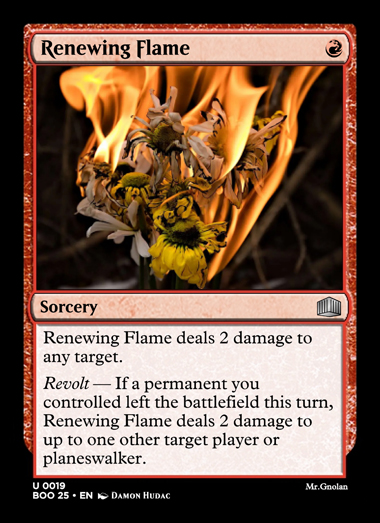 Renewing Flame
Sorcery
Renewing Flame deals 2 damage to
any target.
Revolt — If a permanent you
controlled left the battlefield this turn,
Renewing Flame deals 2 damage to
up to one other target player or
planeswalker.
U 0019
BOO 25 • EN Damon Hudac
Mr.Gnolan